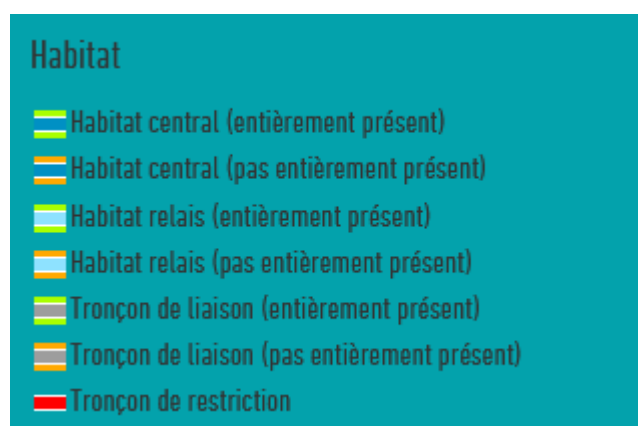 Habitat
Habitat central (entièrement présent)
Habitat central (pas entièrement présent)
Habitat relais (entièrement présent)
Habitat relais (pas entièrement présent)
Tronçon de liaison (entièrement présent)
Tronçon de liaison (pas entièrement présent)
Tronçon de restriction